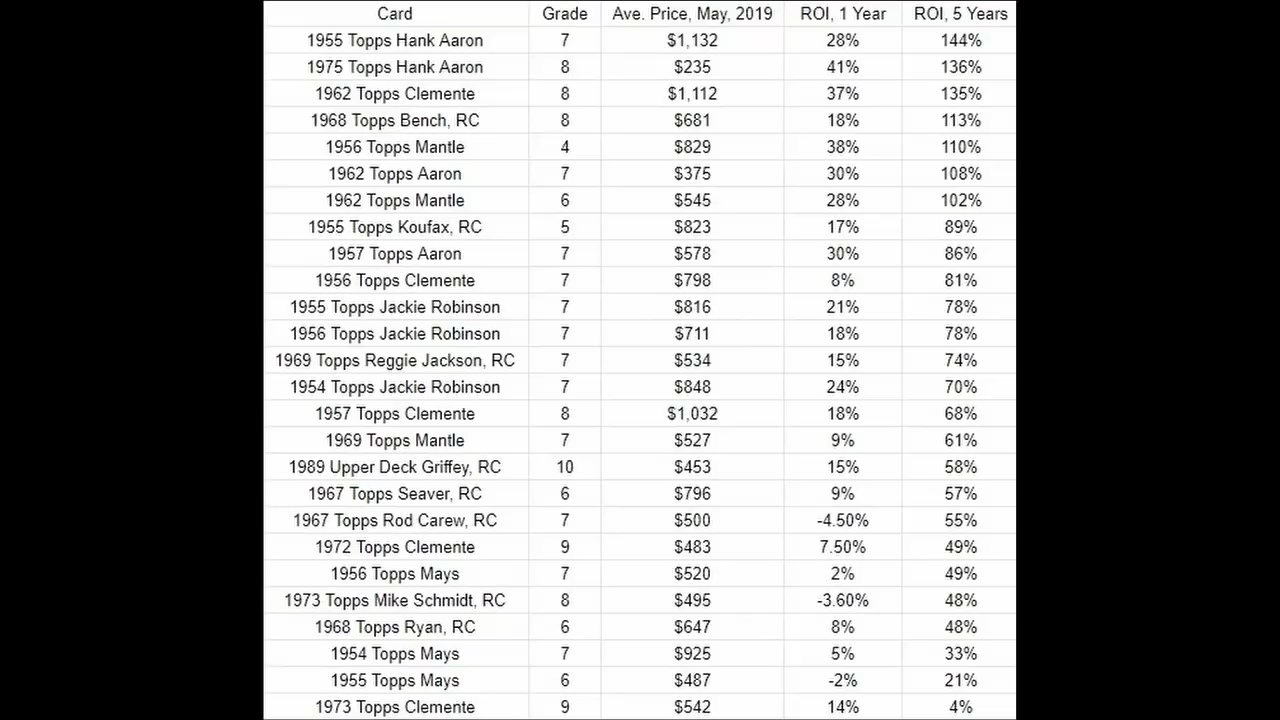 Card Grade Ave. Price, May, 2019 ROI, 1 Year ROI, 5 Years
1955 Topps Hank Aaron 7 $1,132 28% 144%
1975 Topps Hank Aaron 8 $235 41% 136%
1962 Topps Clemente 8 $1,112 37% 135%
1968 Topps Bench, RC 8 $681 18% 113%
1956 Topps Mantle 4 $829 38% 110%
1962 Topps Aaron 7 $375 30% 108%
1962 Topps Mantle 6 $545 28% 102%
1955 Topps Koufax, RC 5 $823 17% 89%
1957 Topps Aaron 7 $578 30% 86%
1956 Topps Clemente 7 $798 8% 81%
1955 Topps Jackie Robinson 7 $816 21% 78%
1956 Topps Jackie Robinson 7 $711 18% 78%
1969 Topps Reggie Jackson, RC 7 $534 15% 74%
1954 Topps Jackie Robinson 7 $848 24% 70%
1957 Topps Clemente 8 $1,032 18% 68%
1969 Topps Mantle 7 $527 9% 61%
1989 Upper Deck Griffey, RC 10 $453 15% 58%
1967 Topps Seaver, RC 6 $796 9% 57%
1967 Topps Rod Carew, RC 7 $500 -4.50% 55%
1972 Topps Clemente 9 $483 7.50% 49%
1956 Topps Mays 7 $520 2% 49%
1973 Topps Mike Schmidt, RC 8 $495 -3.60% 48%
1968 Topps Ryan, RC 6 $647 8% 48%
1954 Topps Mays 7 $925 5% 33%
1955 Topps Mays 6 $487 -2% 21%
1973 Topps Clemente 9 $542 14% 4%